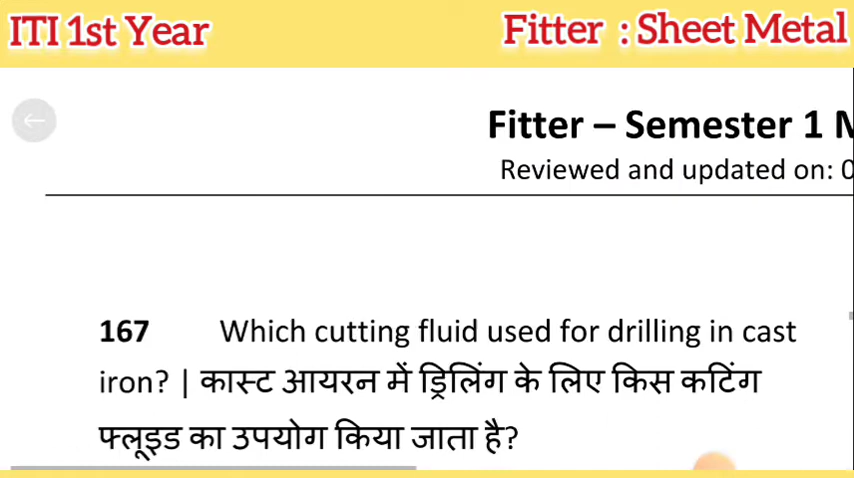 ITI 1st Year Fitter : Sheet Metal
Fitter – Semester 1
Reviewed and updated on:
167 Which cutting fluid used for drilling in cast
iron? | कास्ट आयरन में ड्रिलिंग के लिए किस कटिंग
फ्लूइड का उपयोग किया जाता है?